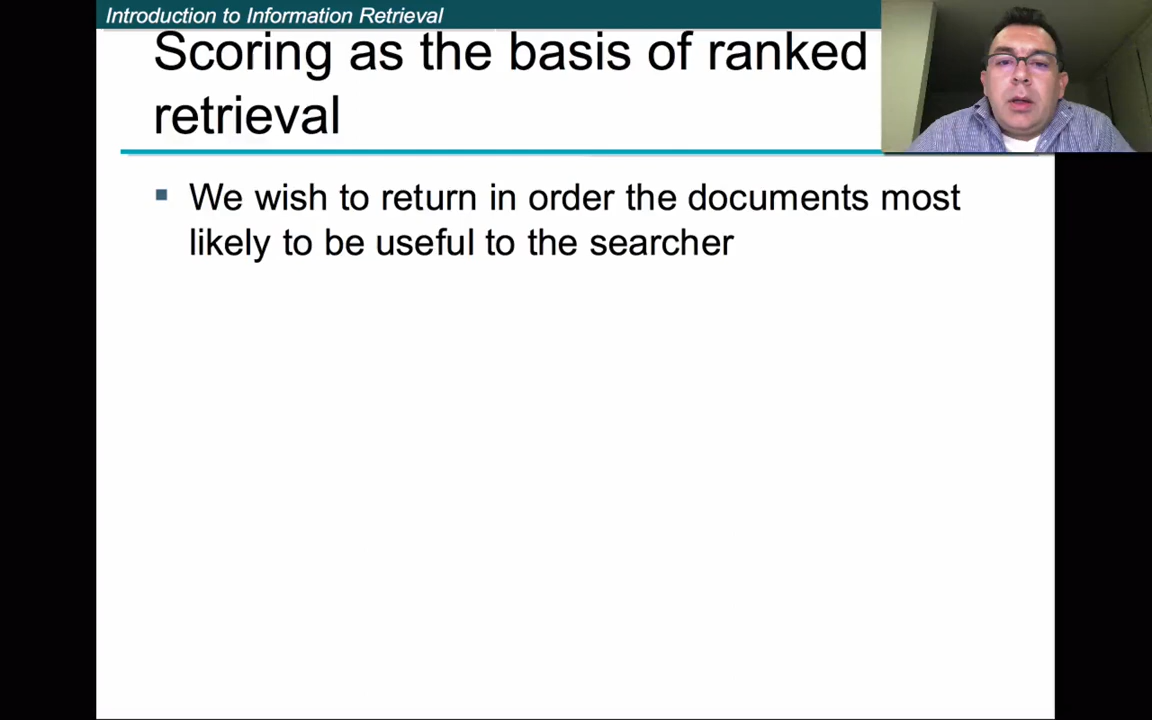 Introduction to Information Retrieval
Scoring as the basis of ranked
retrieval
We wish to return in order the documents most
likely to be useful to the searcher